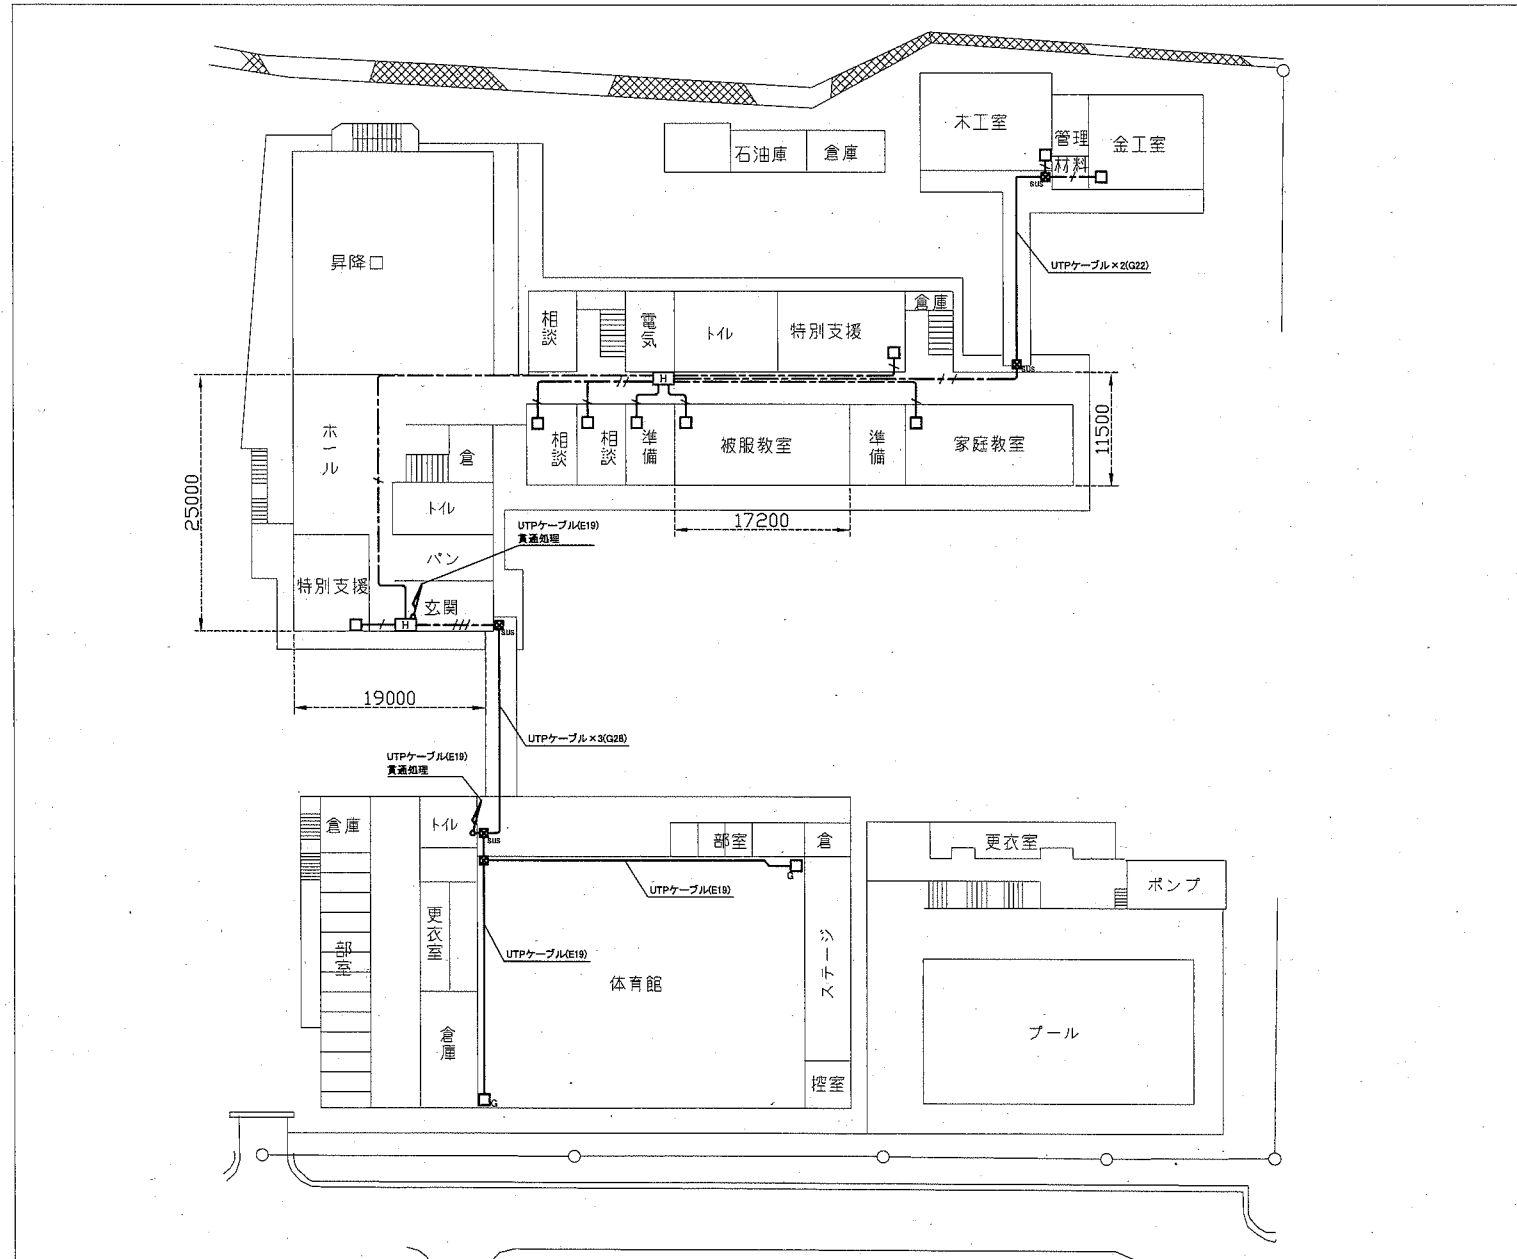 木工室
管理
金工室
材料
石油庫
倉庫
SUS
UTPケーブル×2(G22)
昇降口
相談
電気
トイレ
特別支援
倉庫
SUS
H
相談
相談
準備
被服教室
準備
家庭教室
11500
17200
ホール
倉
トイレ
25000
UTPケーブル(E19)
貫通処理
パン
特別支援
玄関
H
SUS
19000
UTPケーブル×3(G28)
UTPケーブル(E19)
貫通処理
倉庫
トイレ
SUS
部室
倉
更衣室
ポンプ
G
UTPケーブル(E19)
更衣室
部室
UTPケーブル(E19)
体育館
ステージ
プール
倉庫
控室
G